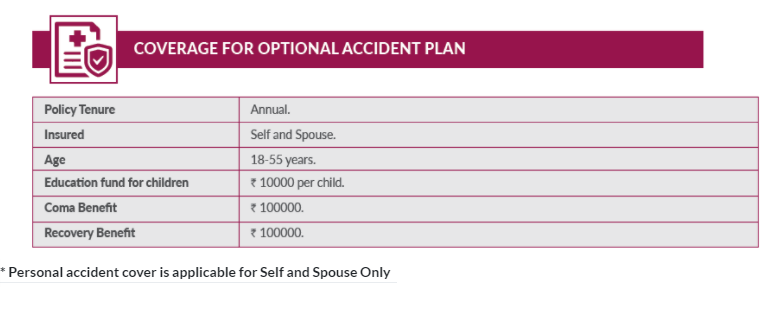 COVERAGE FOR OPTIONAL ACCIDENT PLAN
Policy Tenure Annual.
Insured Self and Spouse.
Age 18-55 years.
Education fund for children ₹ 10000 per child.
Coma Benefit ₹ 100000.
Recovery Benefit ₹ 100000.
* Personal accident cover is applicable for Self and Spouse Only